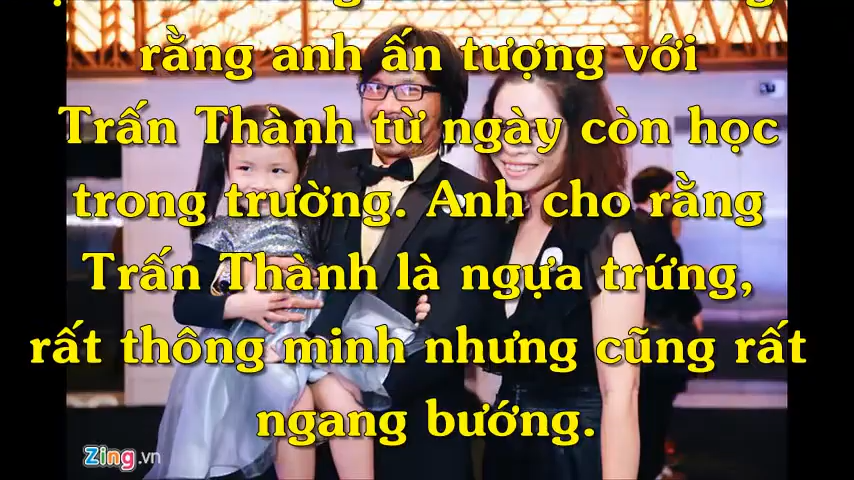 rằng anh ấn tượng với
Trấn Thành từ ngày còn học
trong trường. Anh cho rằng
Trấn Thành là ngựa trứng,
rất thông minh nhưng cũng rất
ngang bướng.
Zing.vn